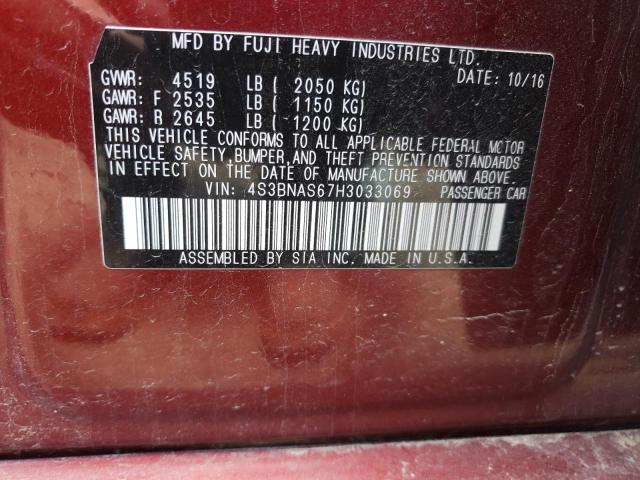 MFD BY FUJI HEAVY INDUSTRIES LTD.
GVWR: 4519 LB ( 2050 KG) DATE: 10/16
GAWR: F 2535 LB ( 1150 KG)
GAWR: R 2645 LB ( 1200 KG)
THIS VEHICLE CONFORMS TO ALL APPLICABLE FEDERAL MOTOR
VEHICLE SAFETY,BUMPER,AND THEFT PREVENTION STANDARDS
IN EFFECT ON THE DATE OF MANUFACTURE SHOWN ABOVE.
VIN: 4S3BNAS67H3033069 PASSENGER CAR
ASSEMBLED BY SIA INC. MADE IN U.S.A.